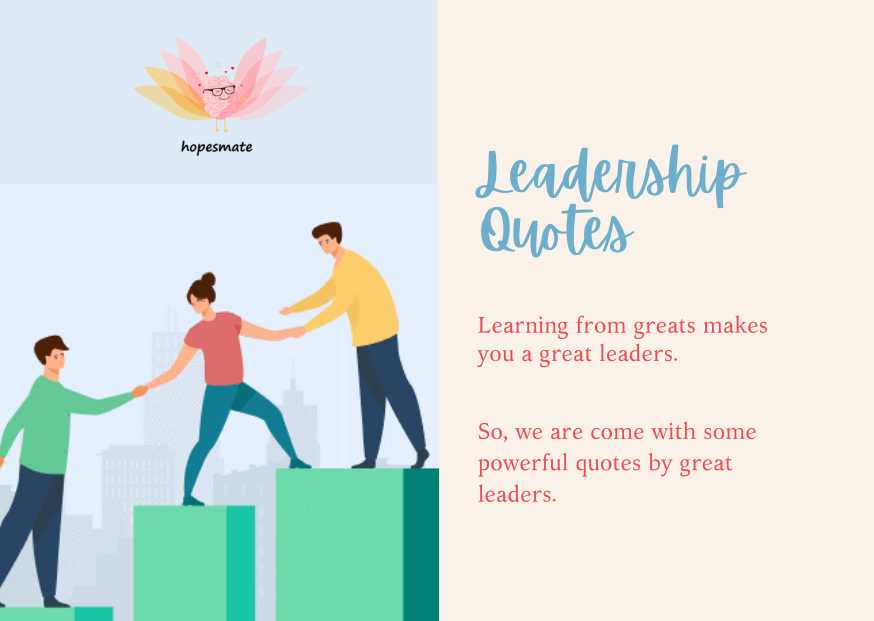 hopesmate
Leadership
Quotes
Learning from greats makes
you a great leaders.
So, we are come with some
powerful quotes by great
leaders.